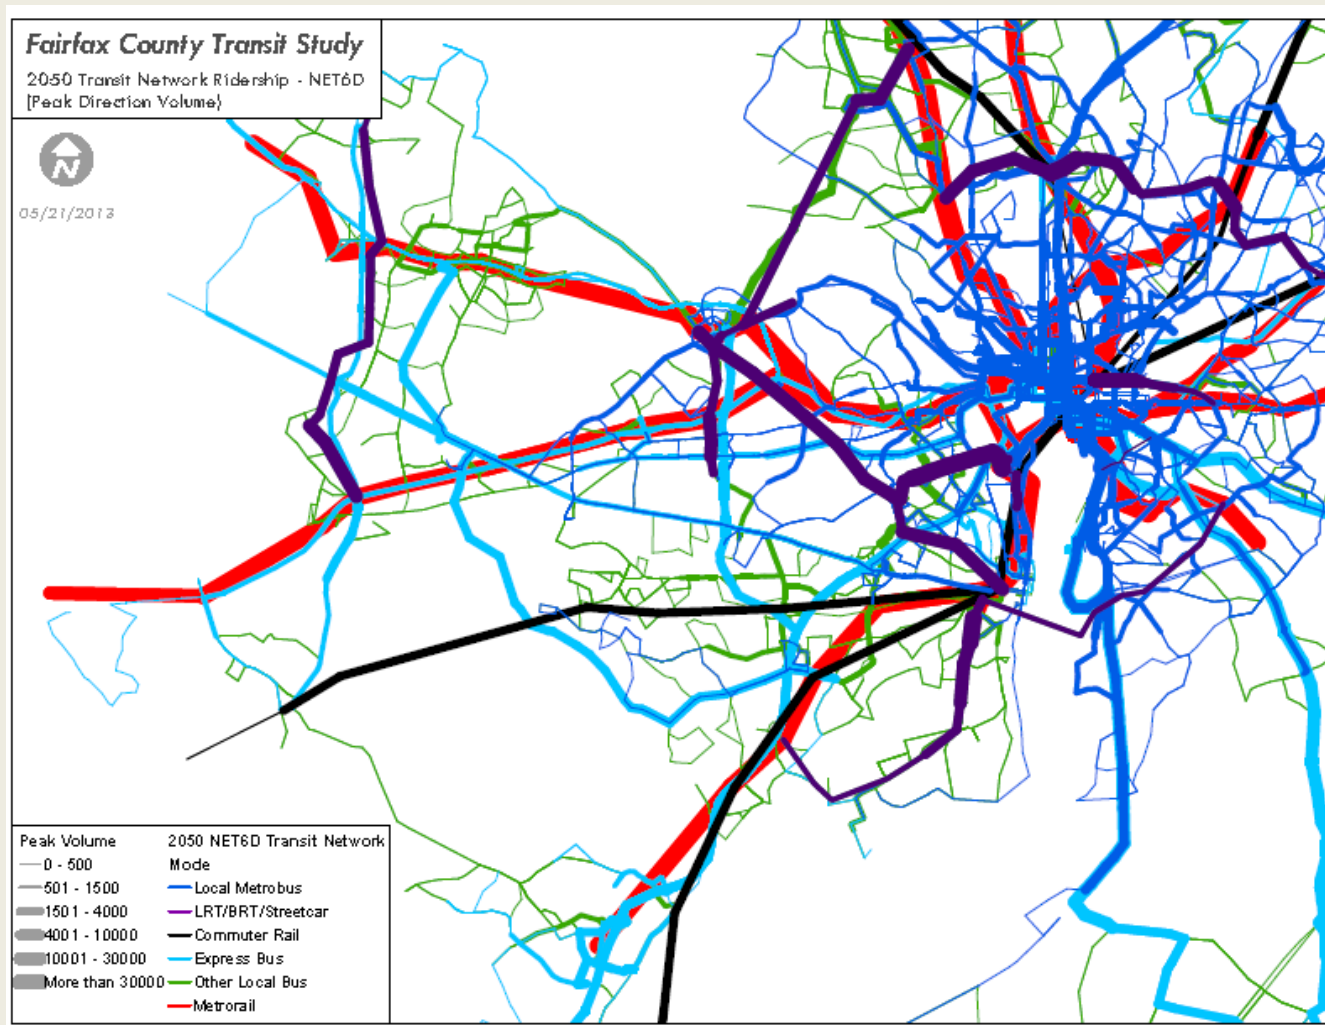 Fairfax County Transit Study
2050 Transit Network Ridership - NET6D
(Peak Direction Volume)
N
05/21/2013
Peak Volume
0 - 500
501 - 1500
1501 - 4000
4001 - 10000
10001 - 30000
More than 30000
2050 NET6D Transit Network
Mode
Local Metrobus
LRT/BRT/Streetcar
Commuter Rail
Express Bus
Other Local Bus
Metrorail